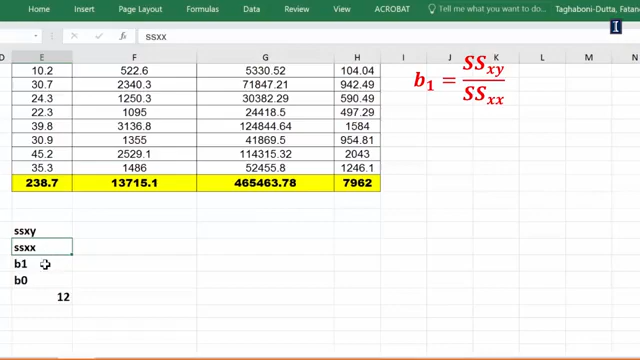 Home Insert Page Layout Formulas Data Review View ACROBAT Tell me what you want to do... Taghaboni-Dutta, Fatan
SSXX
D E F G H I J K L M N
10.2 522.6 5330.52 104.04
30.7 2340.3 71847.21 942.49
24.3 1250.3 30382.29 590.49
22.3 1095 24418.5 497.29
39.8 3136.8 124844.64 1584
30.9 1355 41869.5 954.81
45.2 2529.1 114315.32 2043
35.3 1486 52455.8 1246.1
238.7 13715.1 465463.78 7962
b1 = SSxy / SSxx
ssxy
ssxx
b1
b0
12